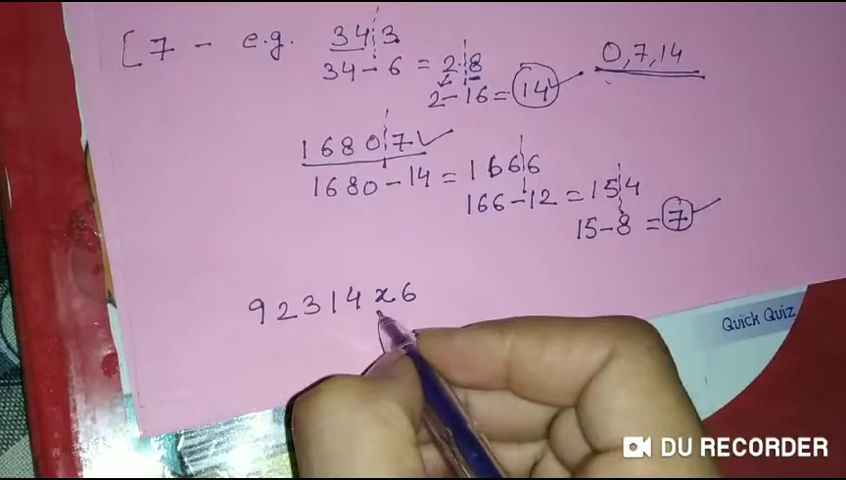 [7 - e.g. 343
34 - 6 = 28 0, 7, 14
2 - 16 = 14
16807
1680 - 14 = 1666
166 - 12 = 154
15 - 8 = 7
92314x6
QUICK QUIZ
DU RECORDER